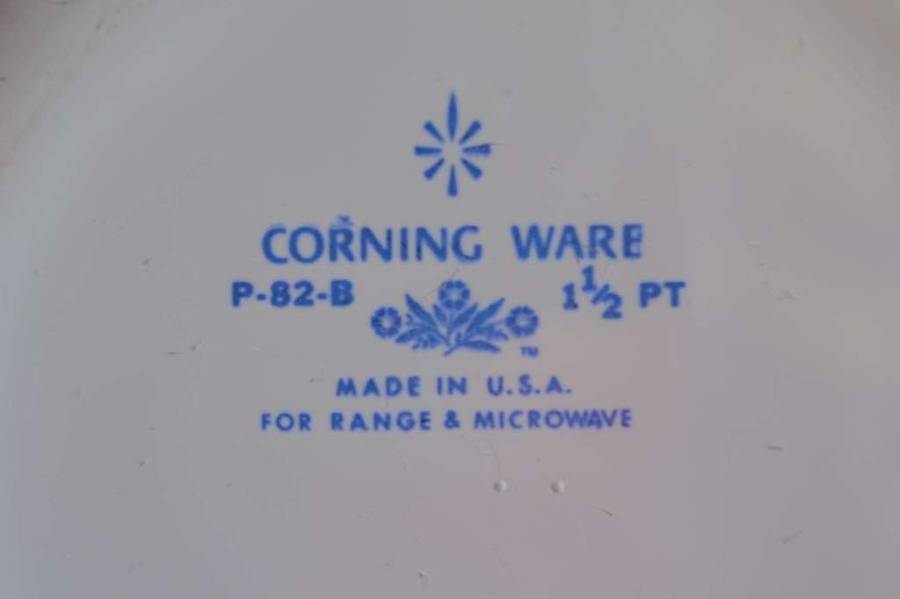 CORNING WARE
P-82-B 1 1/2 PT
TM
MADE IN U.S.A.
FOR RANGE & MICROWAVE